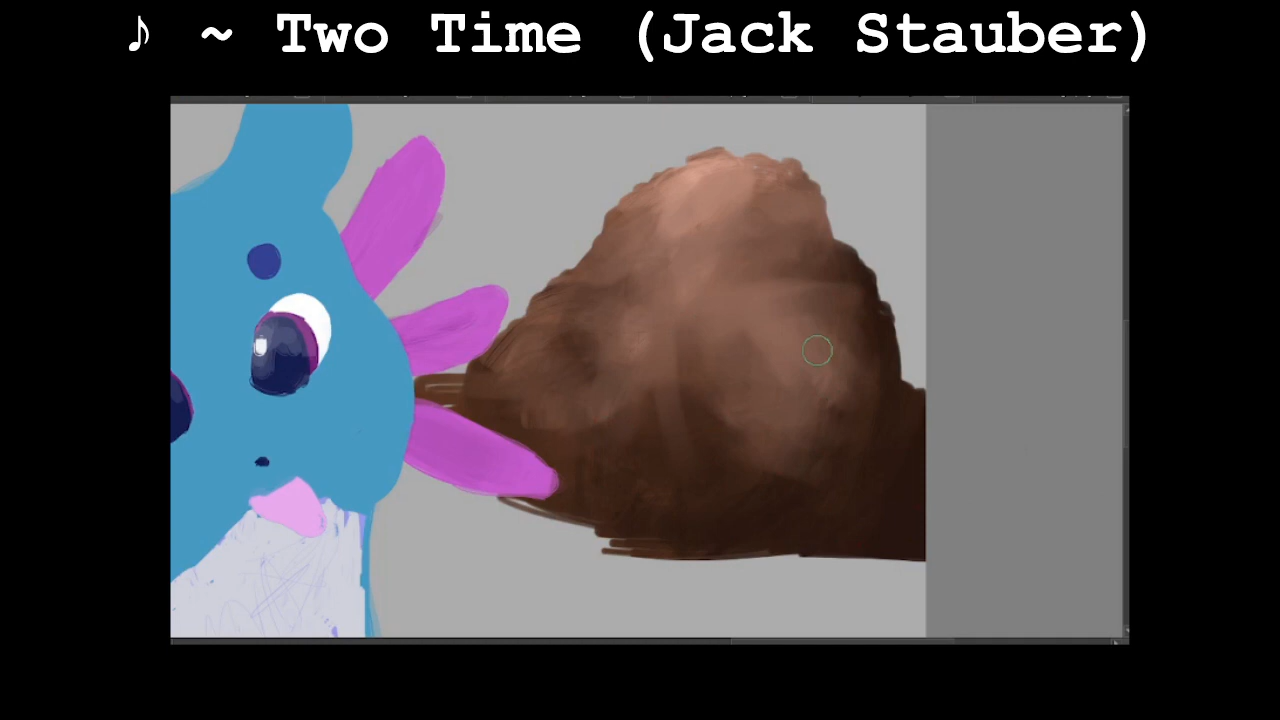 ♪ ~ Two Time (Jack Stauber)